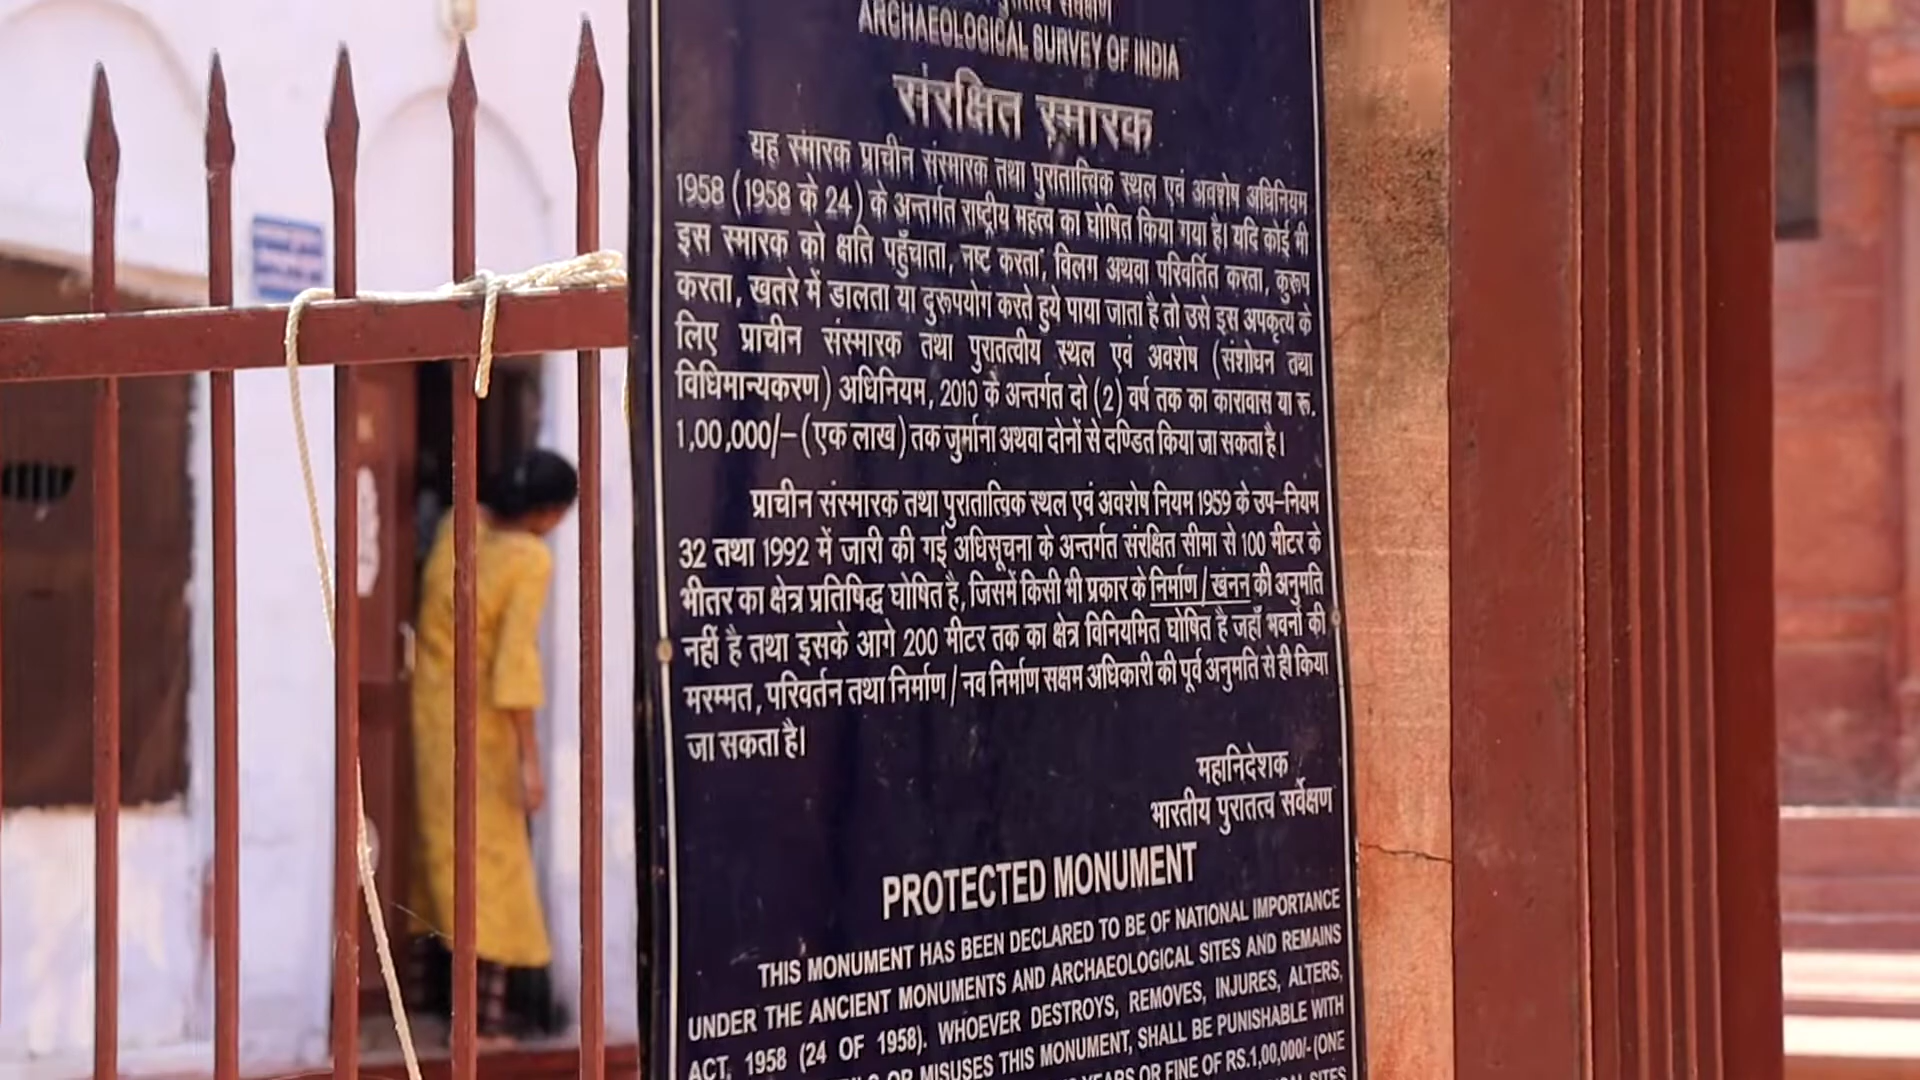 पुरातत्व सर्वेक्षण
ARCHAEOLOGICAL SURVEY OF INDIA
संरक्षित स्मारक
यह स्मारक प्राचीन संस्मारक तथा पुरातात्विक स्थल एवं अवशेष अधिनियम
1958 (1958 के 24) के अन्तर्गत राष्ट्रीय महत्व का घोषित किया गया है। यदि कोई भी
इस स्मारक को क्षति पहुँचाता, नष्ट करता, विलग अथवा परिवर्तित करता, कुरूप
करता, खतरे में डालता या दुरूपयोग करते हुये पाया जाता है तो उसे इस अपकृत्य के
लिए प्राचीन संस्मारक तथा पुरातत्वीय स्थल एवं अवशेष (संशोधन तथा
विधिमान्यकरण) अधिनियम, 2010 के अन्तर्गत दो (2) वर्ष तक का कारावास या रू.
1,00,000/- (एक लाख) तक जुर्माना अथवा दोनों से दण्डित किया जा सकता है।
प्राचीन संस्मारक तथा पुरातात्विक स्थल एवं अवशेष नियम 1959 के उप-नियम
32 तथा 1992 में जारी की गई अधिसूचना के अन्तर्गत संरक्षित सीमा से 100 मीटर के
भीतर का क्षेत्र प्रतिषिद्ध घोषित है, जिसमें किसी भी प्रकार के निर्माण / खनन की अनुमति
नहीं है तथा इसके आगे 200 मीटर तक का क्षेत्र विनियमित घोषित है जहाँ भवनों की
मरम्मत, परिवर्तन तथा निर्माण / नव निर्माण सक्षम अधिकारी की पूर्व अनुमति से ही किया
जा सकता है।
महानिदेशक
भारतीय पुरातत्व सर्वेक्षण
PROTECTED MONUMENT
THIS MONUMENT HAS BEEN DECLARED TO BE OF NATIONAL IMPORTANCE
UNDER THE ANCIENT MONUMENTS AND ARCHAEOLOGICAL SITES AND REMAINS
ACT, 1958 (24 OF 1958). WHOEVER DESTROYS, REMOVES, INJURES, ALTERS,
OR MISUSES THIS MONUMENT, SHALL BE PUNISHABLE WITH
YEARS OR FINE OF RS.1,00,000/- (ONE
SITES